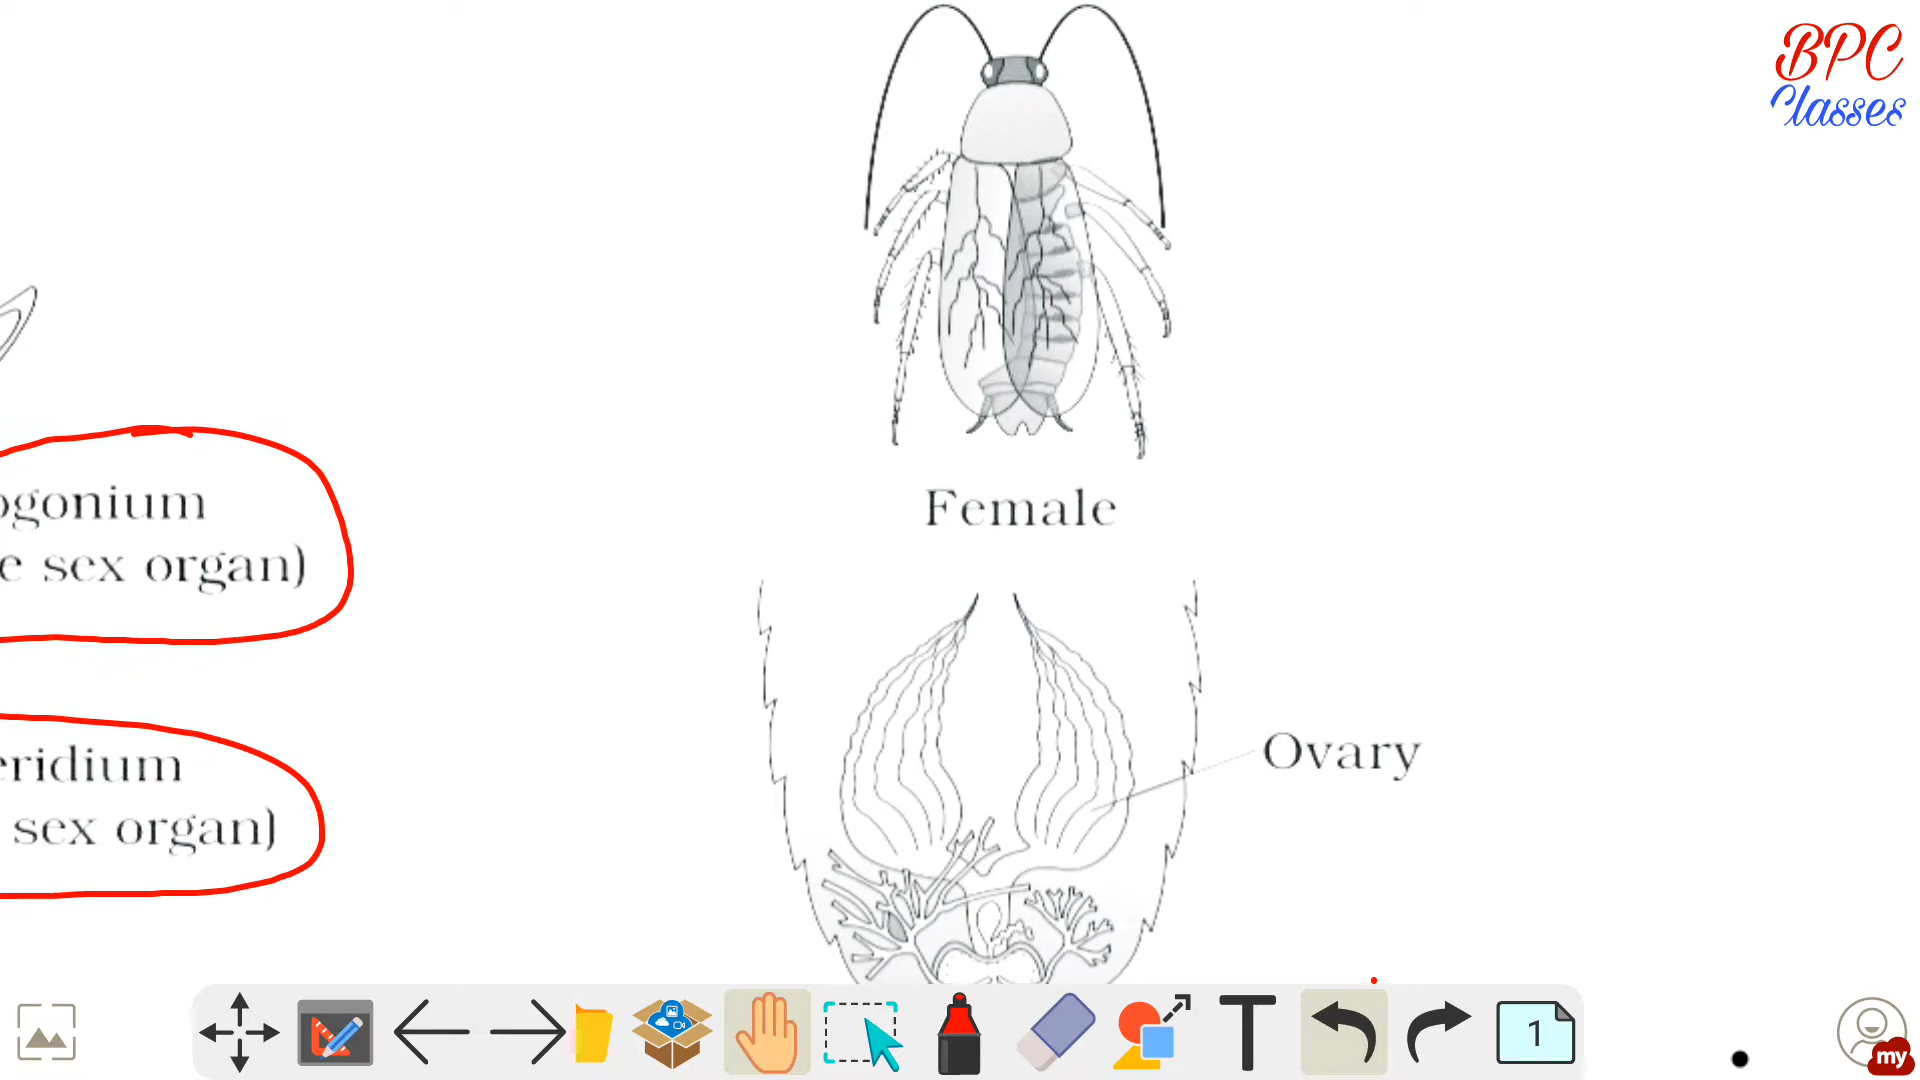 BPC
Classes
ogonium
e sex organ)
Female
Ovary
eridium
sex organ)
1
my